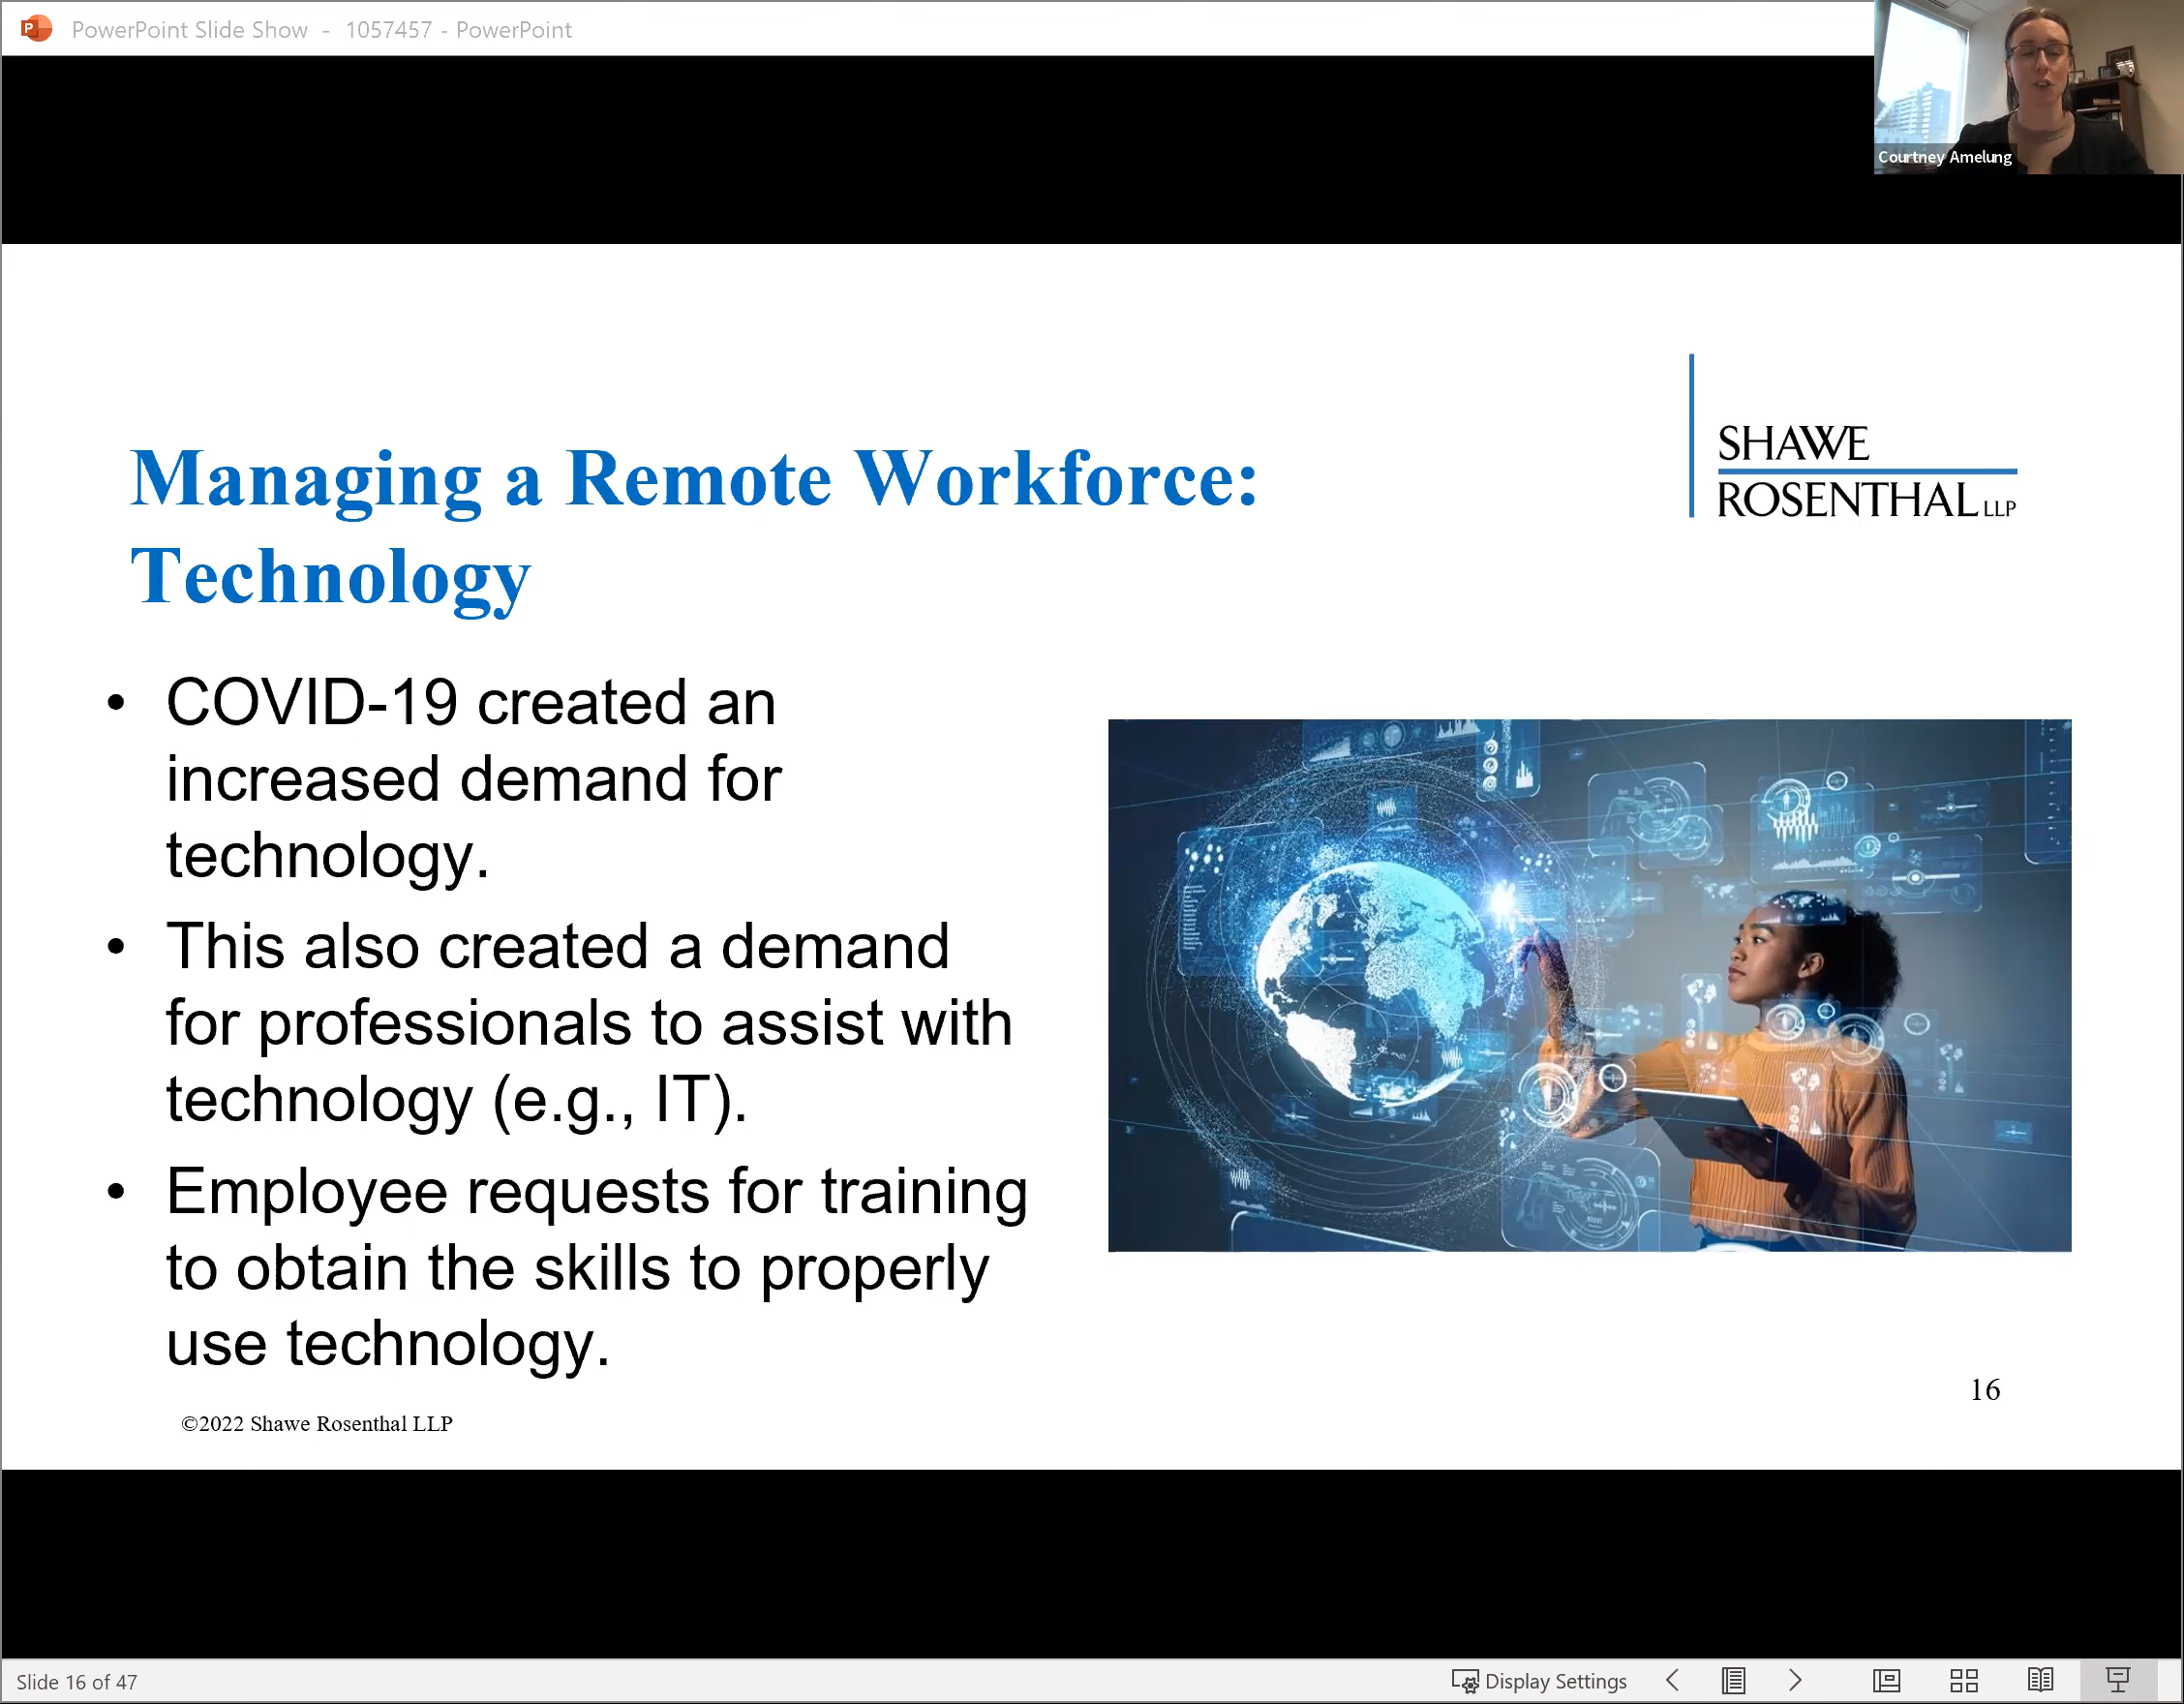 PowerPoint Slide Show - 1057457 - PowerPoint
Courtney Amelung
SHAWE
ROSENTHAL LLP
Managing a Remote Workforce:
Technology
• COVID-19 created an
increased demand for
technology.
• This also created a demand
for professionals to assist with
technology (e.g., IT).
• Employee requests for training
to obtain the skills to properly
use technology.
16
©2022 Shawe Rosenthal LLP
Slide 16 of 47
Display Settings